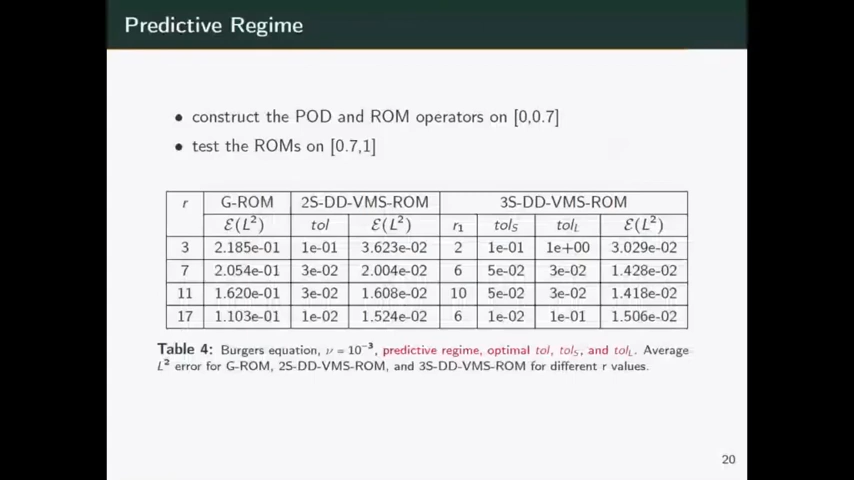 Predictive Regime
• construct the POD and ROM operators on [0,0.7]
• test the ROMs on [0.7,1]
r G-ROM 2S-DD-VMS-ROM 3S-DD-VMS-ROM
ℰ(L²) tol ℰ(L²) r₁ tol_S tol_L ℰ(L²)
3 2.185e-01 1e-01 3.623e-02 2 1e-01 1e+00 3.029e-02
7 2.054e-01 3e-02 2.004e-02 6 5e-02 3e-02 1.428e-02
11 1.620e-01 3e-02 1.608e-02 10 5e-02 3e-02 1.418e-02
17 1.103e-01 1e-02 1.524e-02 6 1e-02 1e-01 1.506e-02
Table 4: Burgers equation, ν = 10⁻³, predictive regime, optimal tol, tol_S, and tol_L. Average
L² error for G-ROM, 2S-DD-VMS-ROM, and 3S-DD-VMS-ROM for different r values.
20